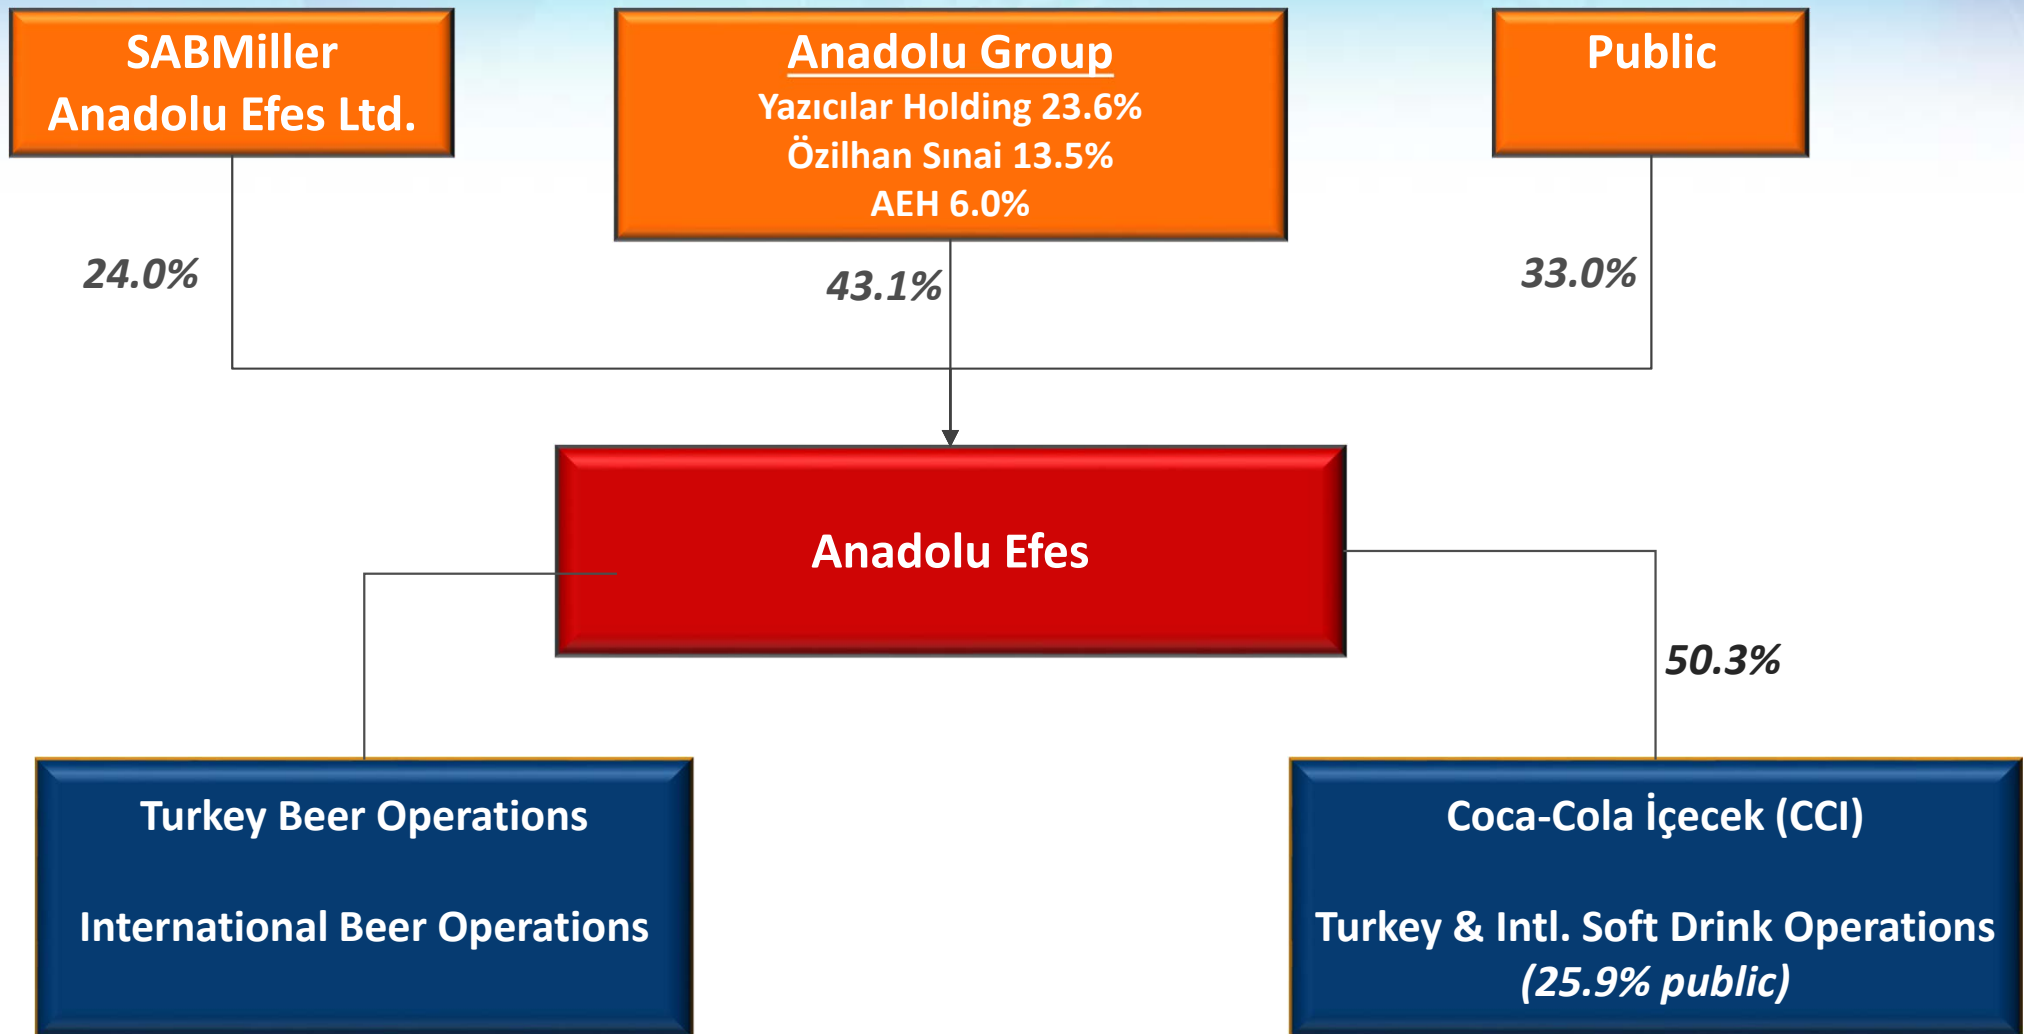 SABMiller
Anadolu Efes Ltd.
Anadolu Group
Yazıcılar Holding 23.6%
Özilhan Sınai 13.5%
AEH 6.0%
Public
24.0%
43.1%
33.0%
Anadolu Efes
50.3%
Turkey Beer Operations
International Beer Operations
Coca-Cola İçecek (CCI)
Turkey & Intl. Soft Drink Operations
(25.9% public)